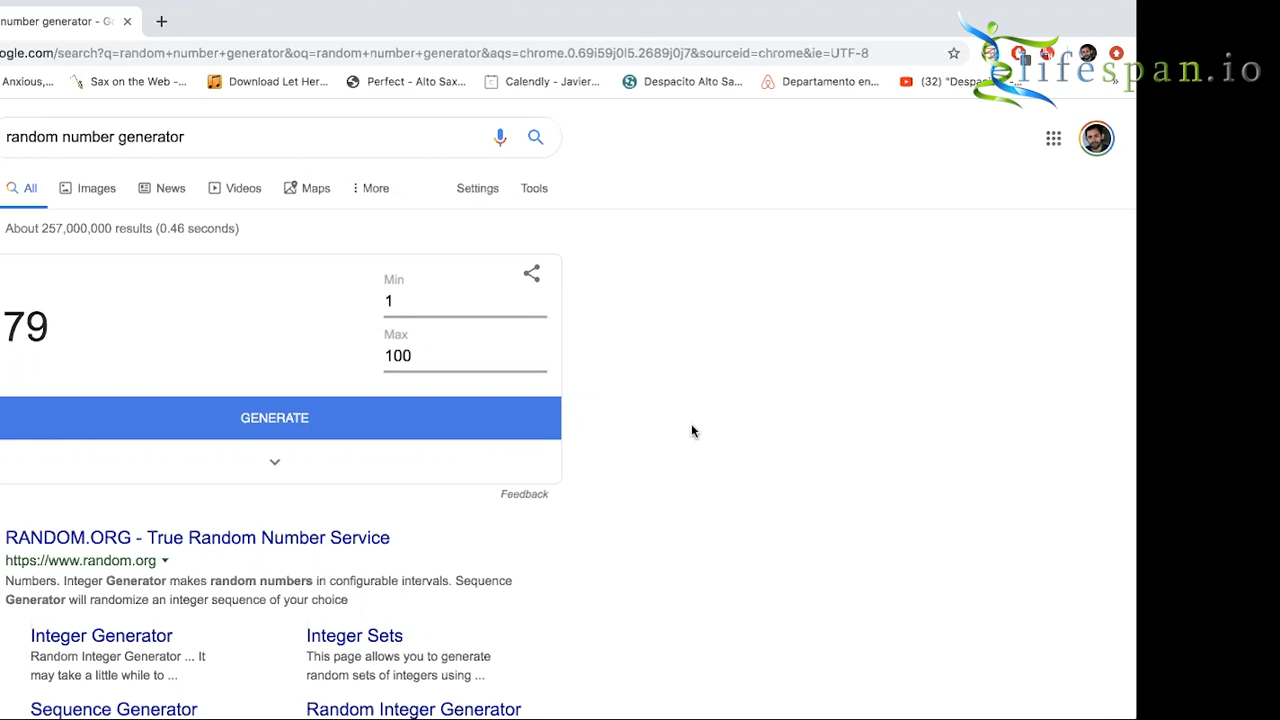 number generator - G
ogle.com/search?q=random+number+generator&oq=random+number+generator&aqs=chrome.0.69i59j0l5.2689j0j7&sourceid=chrome&ie=UTF-8
Anxious,... Sax on the Web -... Download Let Her... Select - Alto Sax... Calendly - Javier... Despacito Alto Sa... Departamento en... (32) "Desp
lifespan.io
random number generator
All Images News Videos Maps More Settings Tools
About 257,000,000 results (0.46 seconds)
Min
1
79
Max
100
GENERATE
Feedback
RANDOM.ORG - True Random Number Service
https://www.random.org
Numbers. Integer Generator makes random numbers in configurable intervals. Sequence
Generator will randomize an integer sequence of your choice
Integer Generator Integer Sets
Random Integer Generator ... It This page allows you to generate
may take a little while to ... random sets of integers using ...
Sequence Generator Random Integer Generator